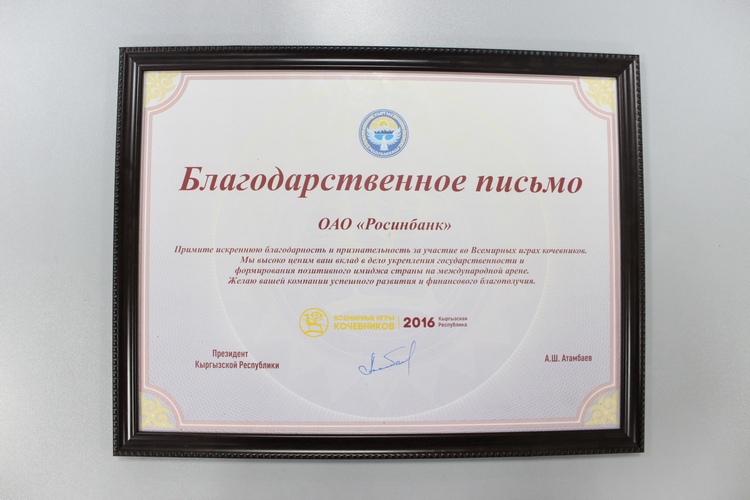 Благодарственное письмо
ОАО «Росинбанк»
Примите искреннюю благодарность и признательность за участие во Всемирных играх кочевников.
Мы высоко ценим ваш вклад в дело укрепления государственности и
формирования позитивного имиджа страны на международной арене.
Желаю вашей компании успешного развития и финансового благополучия.
ВСЕМИРНЫЕ ИГРЫ
КОЧЕВНИКОВ
2016
Кыргызская
Республика
Президент
Кыргызской Республики
А.Ш. Атамбаев